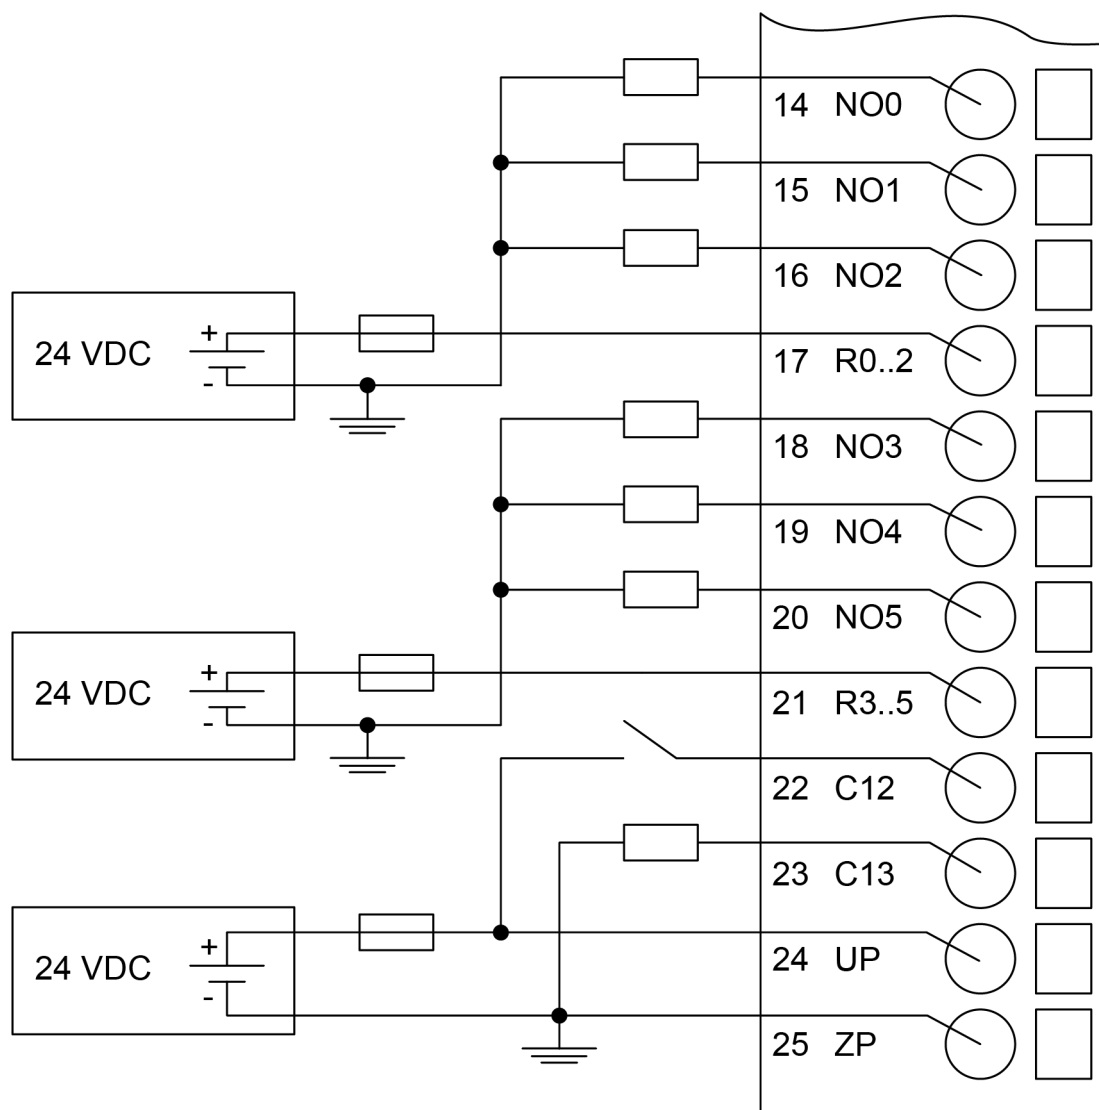 14 NO0
15 NO1
16 NO2
+
24 VDC
-
17 R0..2
18 NO3
19 NO4
20 NO5
+
24 VDC
-
21 R3..5
22 C12
23 C13
+
24 VDC
-
24 UP
25 ZP